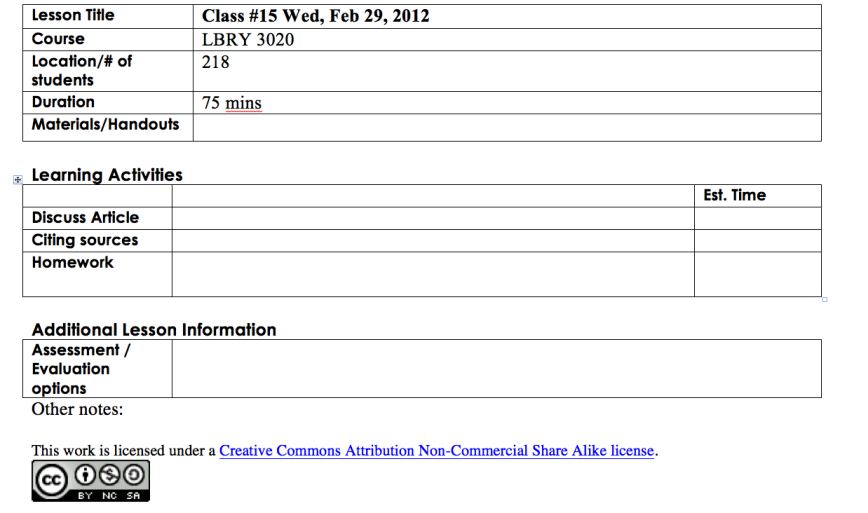 Lesson Title Class #15 Wed, Feb 29, 2012
Course LBRY 3020
Location/# of 218
students
Duration 75 mins
Materials/Handouts
Learning Activities
Est. Time
Discuss Article
Citing sources
Homework
Additional Lesson Information
Assessment /
Evaluation
options
Other notes:
This work is licensed under a Creative Commons Attribution Non-Commercial Share Alike license.
cc
BY NC SA